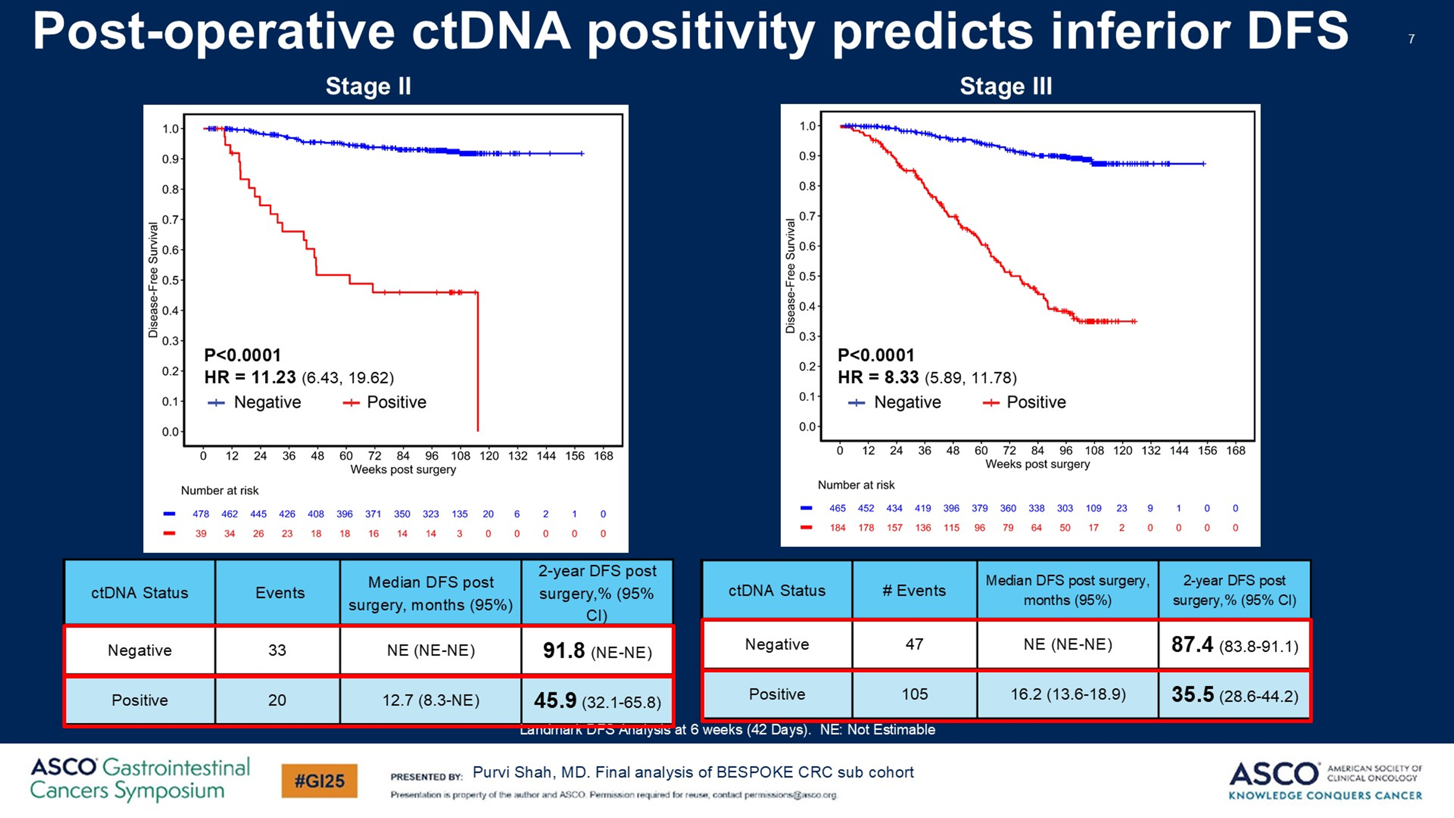 Post-operative ctDNA positivity predicts inferior DFS
7
Stage II
1.0
0.9
0.8
0.7
0.6
0.5
0.4
0.3
0.2
0.1
0.0
Disease-Free Survival
P<0.0001
HR = 11.23 (6.43, 19.62)
Negative Positive
0 12 24 36 48 60 72 84 96 108 120 132 144 156 168
Weeks post surgery
Number at risk
478 462 445 426 408 396 371 350 323 135 20 6 2 1 0
39 34 26 23 18 18 16 14 14 3 0 0 0 0 0
Stage III
1.0
0.9
0.8
0.7
0.6
0.5
0.4
0.3
0.2
0.1
0.0
Disease-Free Survival
P<0.0001
HR = 8.33 (5.89, 11.78)
Negative Positive
0 12 24 36 48 60 72 84 96 108 120 132 144 156 168
Weeks post surgery
Number at risk
465 452 434 419 396 379 360 338 303 109 23 9 1 0 0
184 178 157 136 115 96 79 64 50 17 2 0 0 0 0
ctDNA Status
Events
Median DFS post
surgery, months (95%)
2-year DFS post
surgery,% (95%
CI)
Negative 33 NE (NE-NE) 91.8 (NE-NE)
Positive 20 12.7 (8.3-NE) 45.9 (32.1-65.8)
ctDNA Status
# Events
Median DFS post surgery,
months (95%)
2-year DFS post
surgery,% (95% CI)
Negative 47 NE (NE-NE) 87.4 (83.8-91.1)
Positive 105 16.2 (13.6-18.9) 35.5 (28.6-44.2)
Landmark DFS Analysis at 6 weeks (42 Days). NE: Not Estimable
ASCO Gastrointestinal
Cancers Symposium
#GI25
PRESENTED BY: Purvi Shah, MD. Final analysis of BESPOKE CRC sub cohort
Presentation is property of the author and ASCO. Permission required for reuse; contact permissions@asco.org.
ASCO AMERICAN SOCIETY OF
CLINICAL ONCOLOGY
KNOWLEDGE CONQUERS CANCER